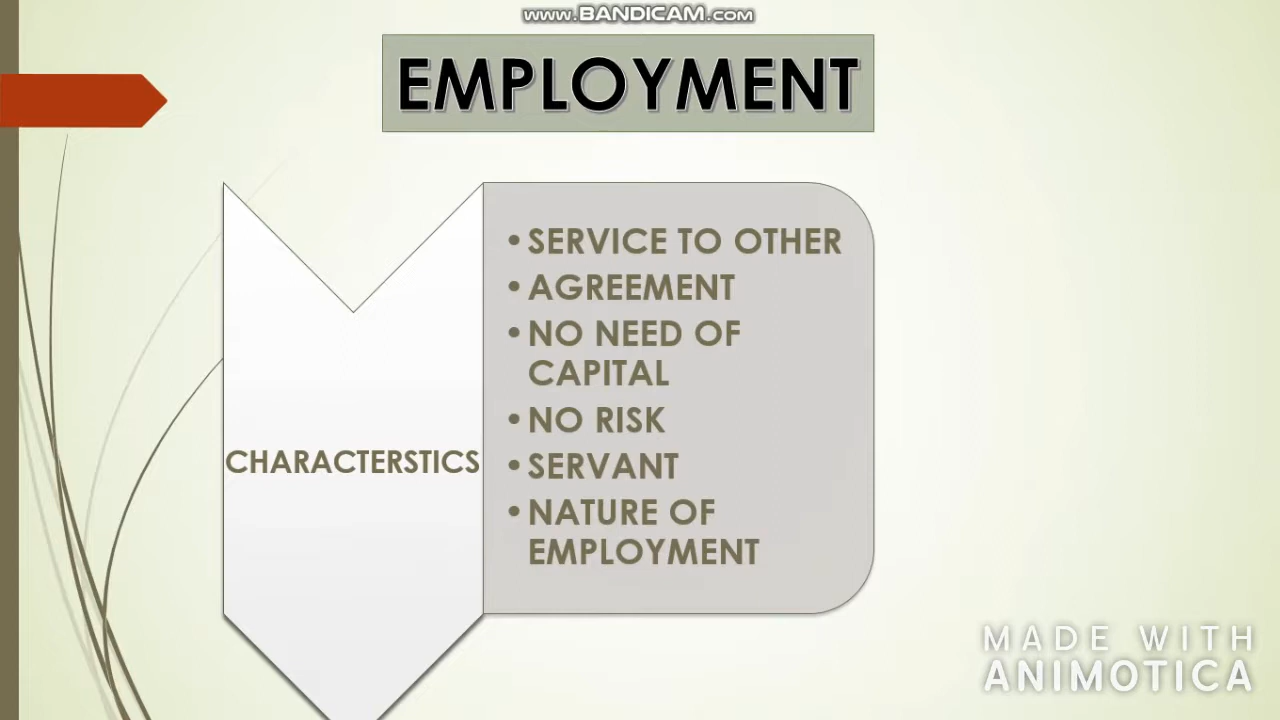 www.BANDICAM.com
EMPLOYMENT
CHARACTERSTICS
• SERVICE TO OTHER
• AGREEMENT
• NO NEED OF
CAPITAL
• NO RISK
• SERVANT
• NATURE OF
EMPLOYMENT
MADE WITH
ANIMOTICA